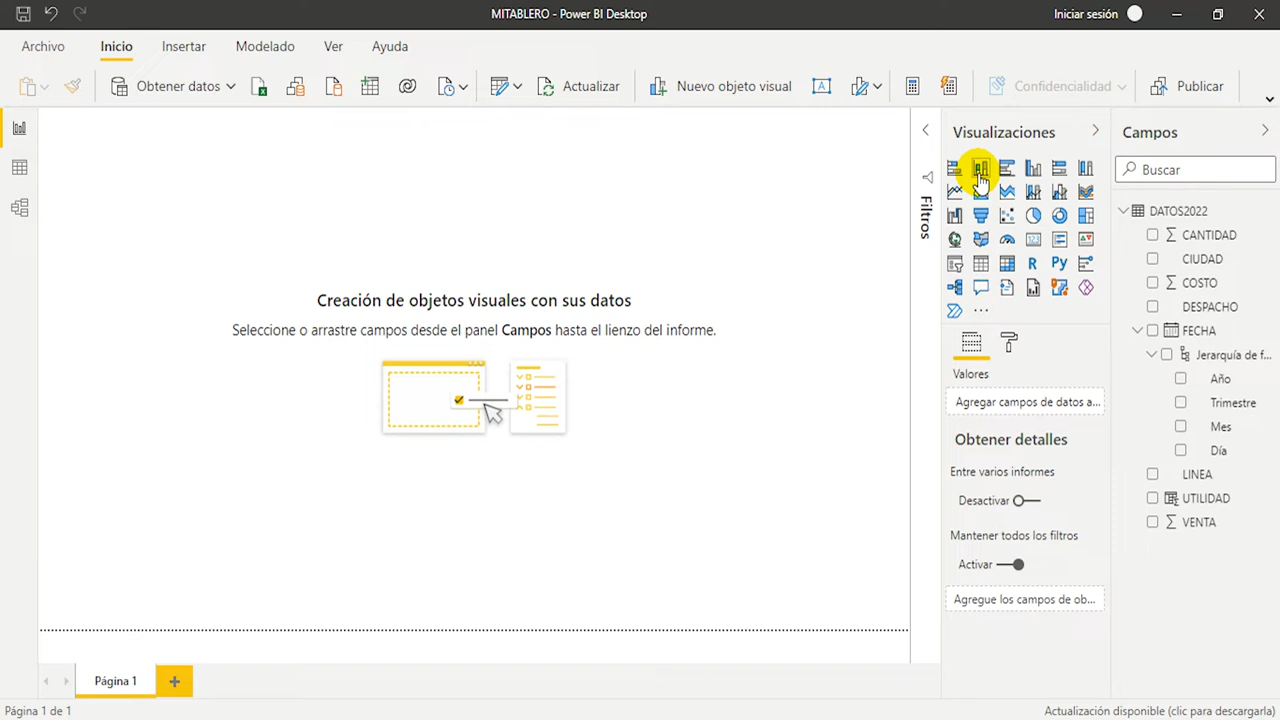 MITABLERO - Power BI Desktop
Iniciar sesión
Archivo
Inicio
Insertar
Modelado
Ver
Ayuda
Obtener datos
Actualizar
Nuevo objeto visual
Confidencialidad
Publicar
Creación de objetos visuales con sus datos
Seleccione o arrastre campos desde el panel Campos hasta el lienzo del informe.
Filtros
Visualizaciones
R
Py
Valores
Agregar campos de datos a...
Obtener detalles
Entre varios informes
Desactivar
Mantener todos los filtros
Activar
Agregue los campos de ob...
Campos
Buscar
DATOS2022
CANTIDAD
CIUDAD
COSTO
DESPACHO
FECHA
Jerarquía de f...
Año
Trimestre
Mes
Día
LINEA
UTILIDAD
VENTA
Página 1
Página 1 de 1
Actualización disponible (clic para descargarla)